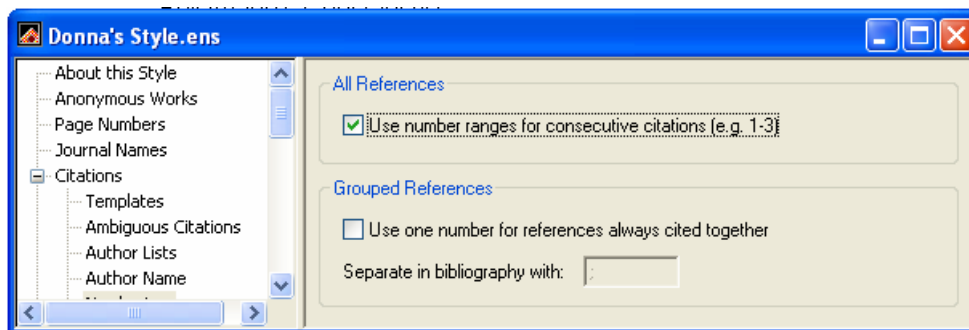 Donna's Style.ens
About this Style
Anonymous Works
Page Numbers
Journal Names
Citations
Templates
Ambiguous Citations
Author Lists
Author Name
All References
Use number ranges for consecutive citations (e.g. 1-3)
Grouped References
Use one number for references always cited together
Separate in bibliography with: ;